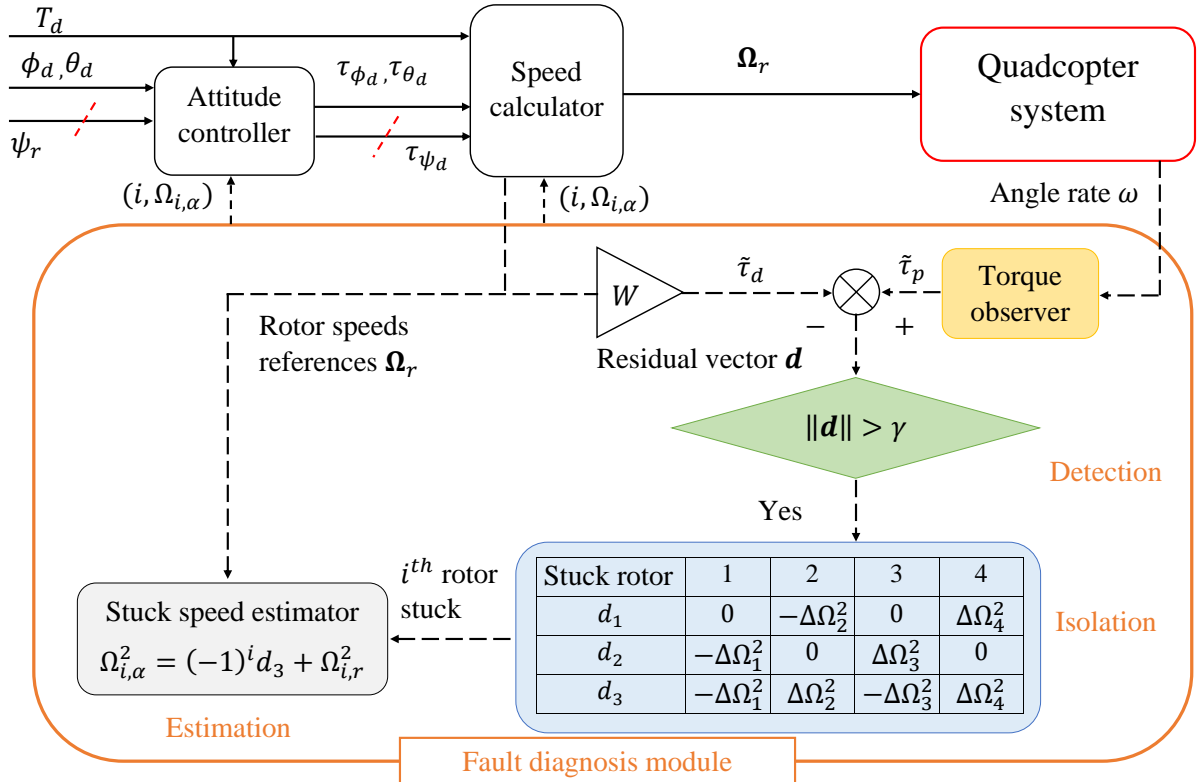 T_d
ϕ_d, θ_d
ψ_r
Attitude
controller
τ_{ϕ_d}, τ_{θ_d}
τ_{ψ_d}
Speed
calculator
𝛀_r
Quadcopter
system
(i, Ω_{i,α})
(i, Ω_{i,α})
Angle rate ω
W
τ̃_d
τ̃_p
Torque
observer
− +
Rotor speeds
references 𝛀_r
Residual vector 𝒅
‖𝒅‖ > γ
Detection
Yes
i^{th} rotor
stuck
Stuck speed estimator
Ω_{i,α}^2 = (−1)^i d_3 + Ω_{i,r}^2
Stuck rotor 1 2 3 4
d_1 0 −ΔΩ_2^2 0 ΔΩ_4^2
d_2 −ΔΩ_1^2 0 ΔΩ_3^2 0
d_3 −ΔΩ_1^2 ΔΩ_2^2 −ΔΩ_3^2 ΔΩ_4^2
Isolation
Estimation
Fault diagnosis module